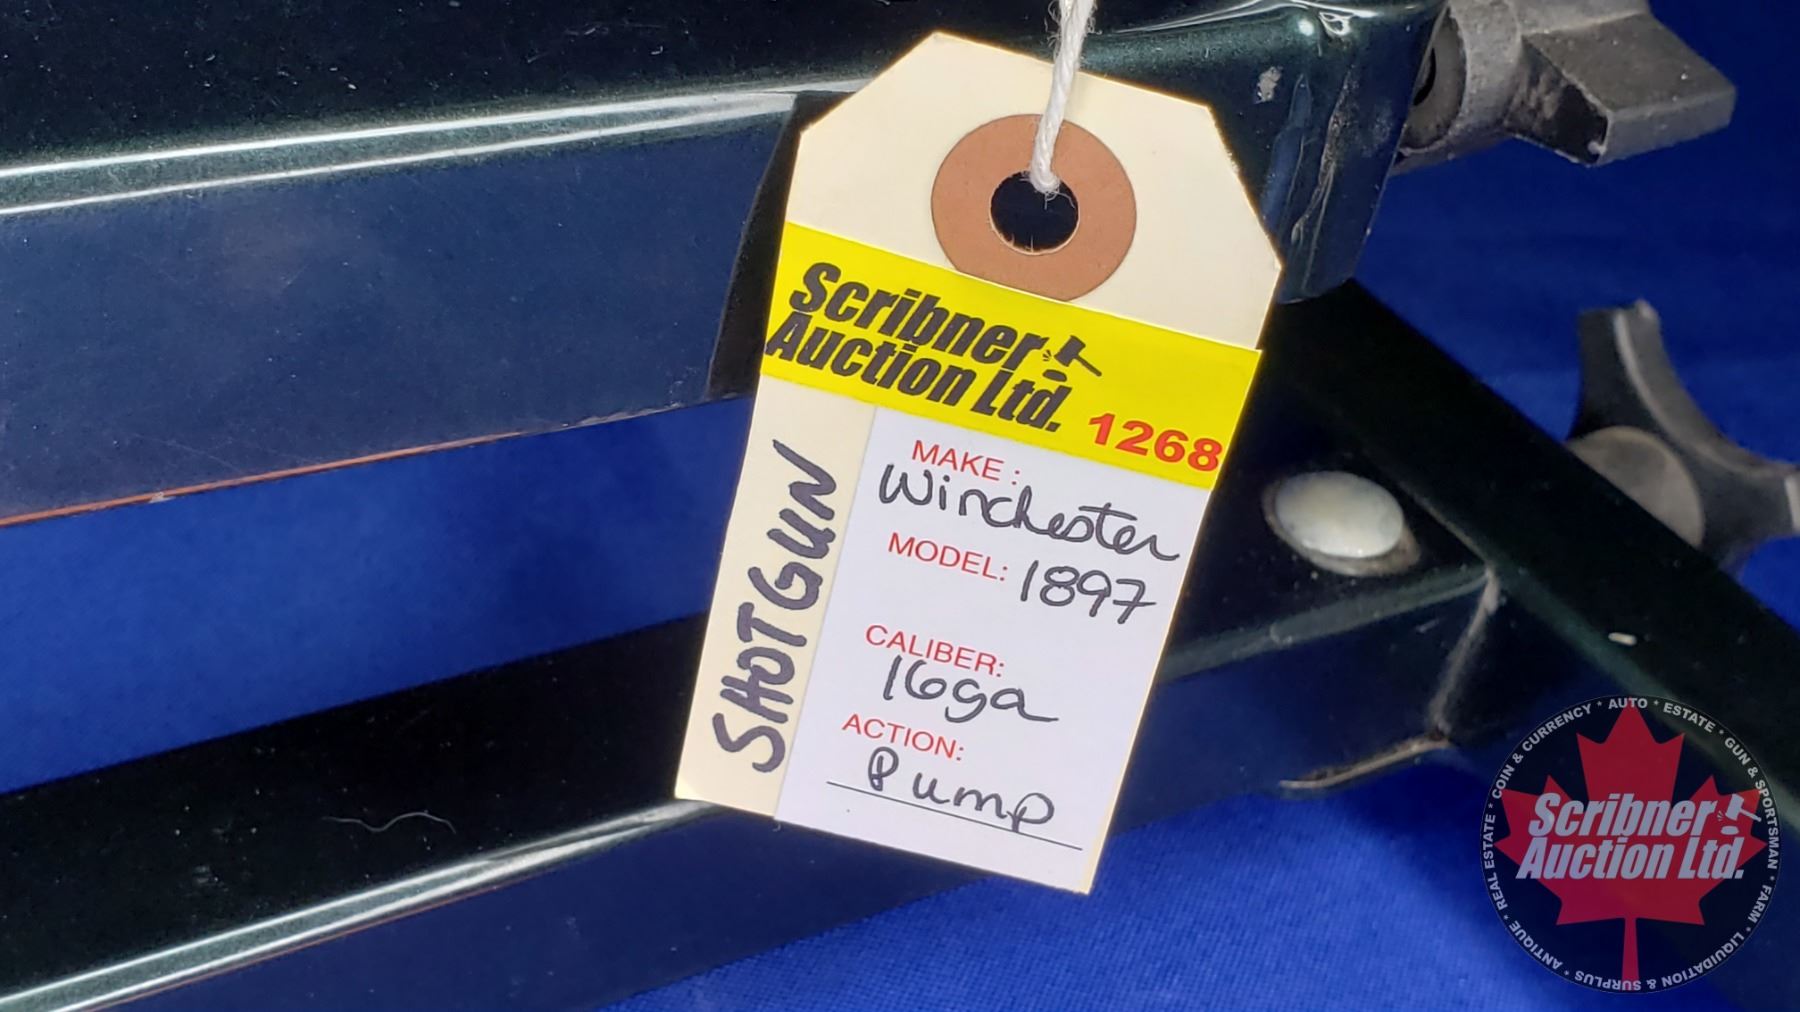 Scribner
Auction Ltd.
1268
SHOTGUN
MAKE:
Winchester
MODEL: 1897
CALIBER:
16ga
ACTION:
Pump
REAL ESTATE * COIN & CURRENCY * AUTO * ESTATE * GUN & SPORTSMAN * FARM * LIQUIDATION & SURPLUS * ANTIQUE *
Scribner
Auction Ltd.